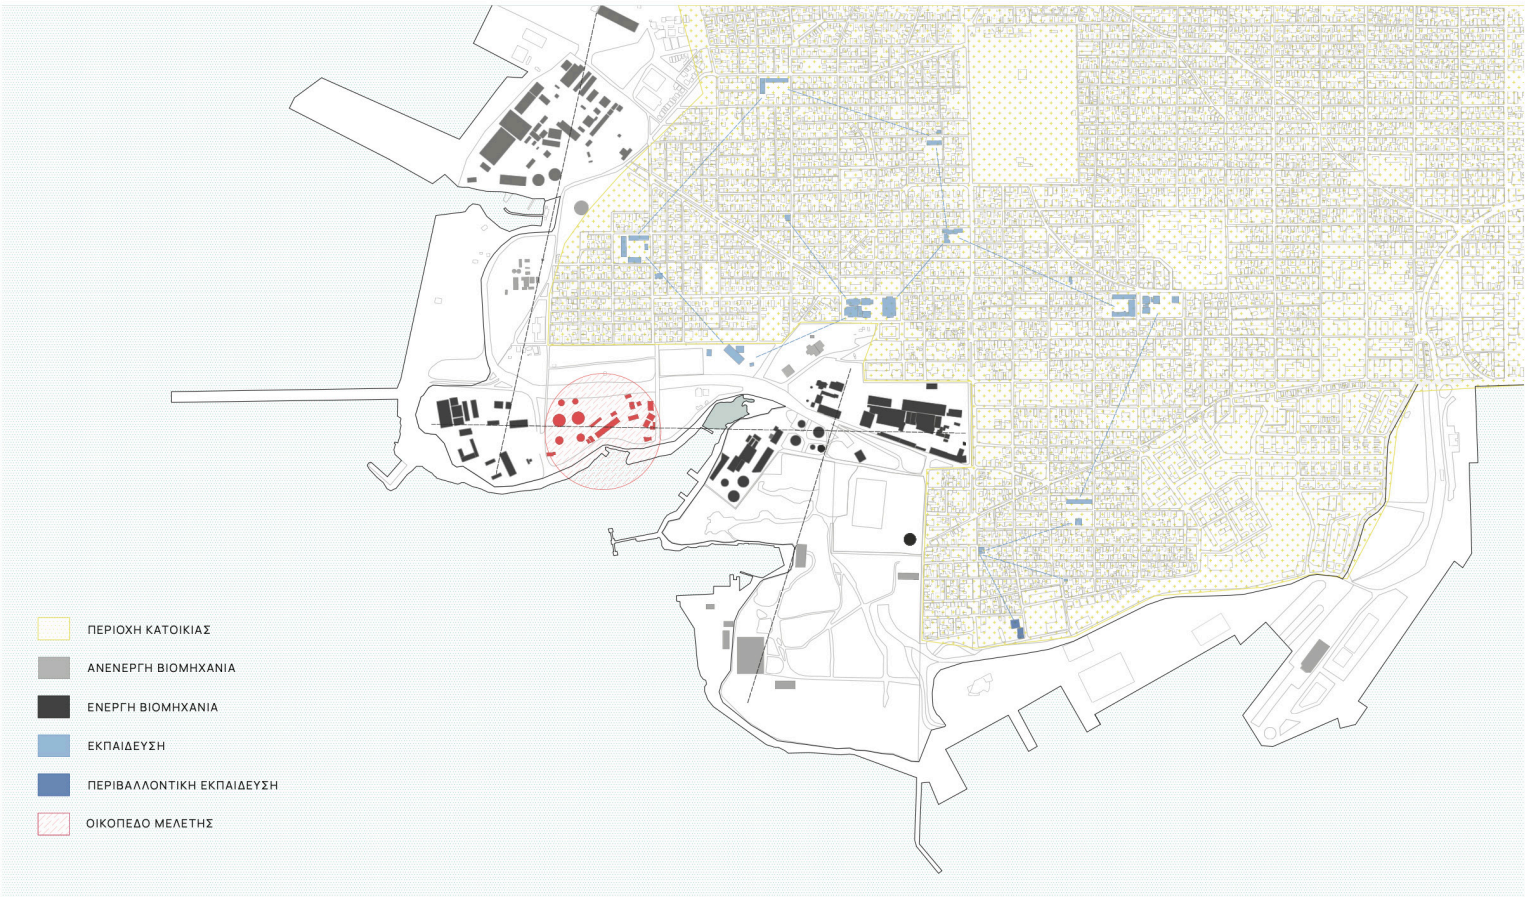 ΠΕΡΙΟΧΗ ΚΑΤΟΙΚΙΑΣ
ΑΝΕΝΕΡΓΗ ΒΙΟΜΗΧΑΝΙΑ
ΕΝΕΡΓΗ ΒΙΟΜΗΧΑΝΙΑ
ΕΚΠΑΙΔΕΥΣΗ
ΠΕΡΙΒΑΛΛΟΝΤΙΚΗ ΕΚΠΑΙΔΕΥΣΗ
ΟΙΚΟΠΕΔΟ ΜΕΛΕΤΗΣ